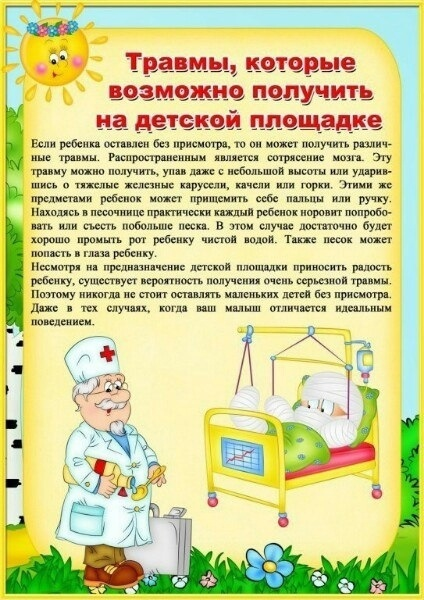 Травмы, которые
возможно получить
на детской площадке
Если ребенка оставлен без присмотра, то он может получить различ-
ные травмы. Распространенным является сотрясение мозга. Эту
травму можно получить, упав даже с небольшой высоты или ударив-
шись о тяжелые железные карусели, качели или горки. Этими же
предметами ребенок может прищемить себе пальцы или ручку.
Находясь в песочнице практически каждый ребенок норовит попробо-
вать или съесть побольше песка. В этом случае достаточно будет
хорошо промыть рот ребенку чистой водой. Также песок может
попасть в глаза ребенку.
Несмотря на предназначение детской площадки приносить радость
ребенку, существует вероятность получения очень серьезной травмы.
Поэтому никогда не стоит оставлять маленьких детей без присмотра.
Даже в тех случаях, когда ваш малыш отличается идеальным
поведением.